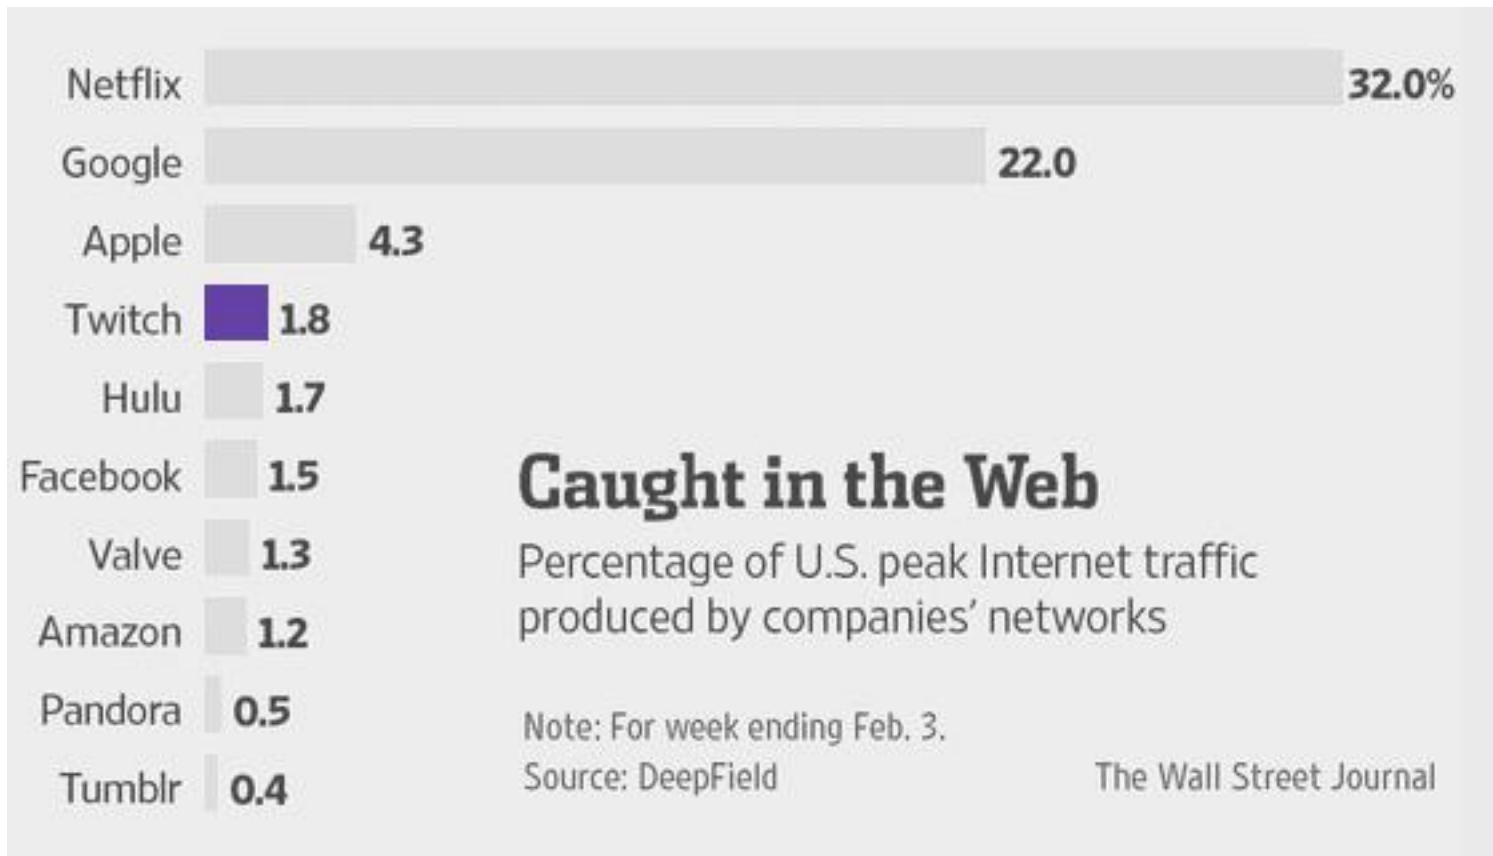 Netflix 32.0%
Google 22.0
Apple 4.3
Twitch 1.8
Hulu 1.7
Facebook 1.5
Valve 1.3
Amazon 1.2
Pandora 0.5
Tumblr 0.4
Caught in the Web
Percentage of U.S. peak Internet traffic
produced by companies’ networks
Note: For week ending Feb. 3.
Source: DeepField
The Wall Street Journal